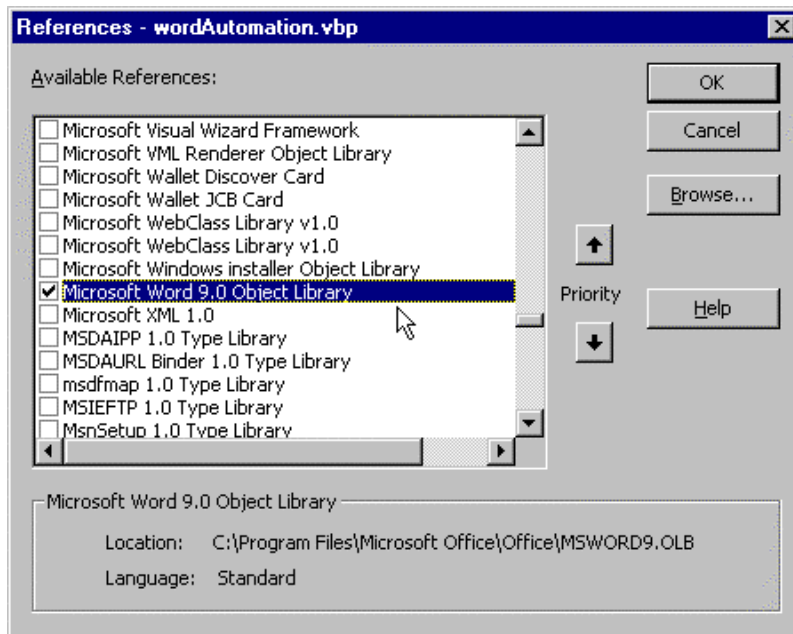 References - wordAutomation.vbp
Available References:
OK
Cancel
Browse...
Priority
Help
Microsoft Visual Wizard Framework
Microsoft VML Renderer Object Library
Microsoft Wallet Discover Card
Microsoft Wallet JCB Card
Microsoft WebClass Library v1.0
Microsoft WebClass Library v1.0
Microsoft Windows installer Object Library
Microsoft Word 9.0 Object Library
Microsoft XML 1.0
MSDAIPP 1.0 Type Library
MSDAURL Binder 1.0 Type Library
msdfmap 1.0 Type Library
MSIEFTP 1.0 Type Library
MsnSetup 1.0 Type Library
Microsoft Word 9.0 Object Library
Location: C:\Program Files\Microsoft Office\Office\MSWORD9.OLB
Language: Standard